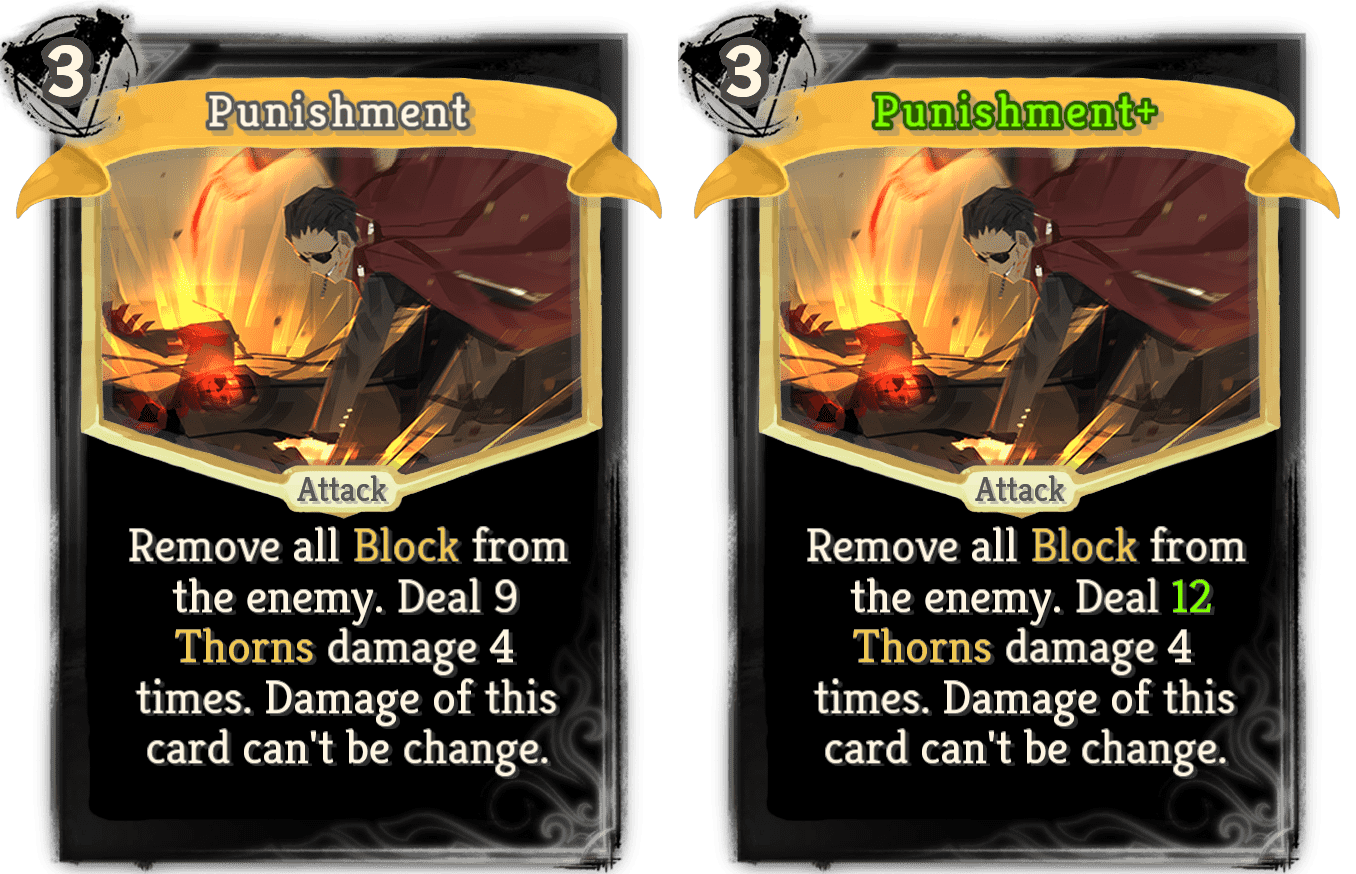 3
Punishment
Attack
Remove all Block from
the enemy. Deal 9
Thorns damage 4
times. Damage of this
card can't be change.
3
Punishment+
Attack
Remove all Block from
the enemy. Deal 12
Thorns damage 4
times. Damage of this
card can't be change.